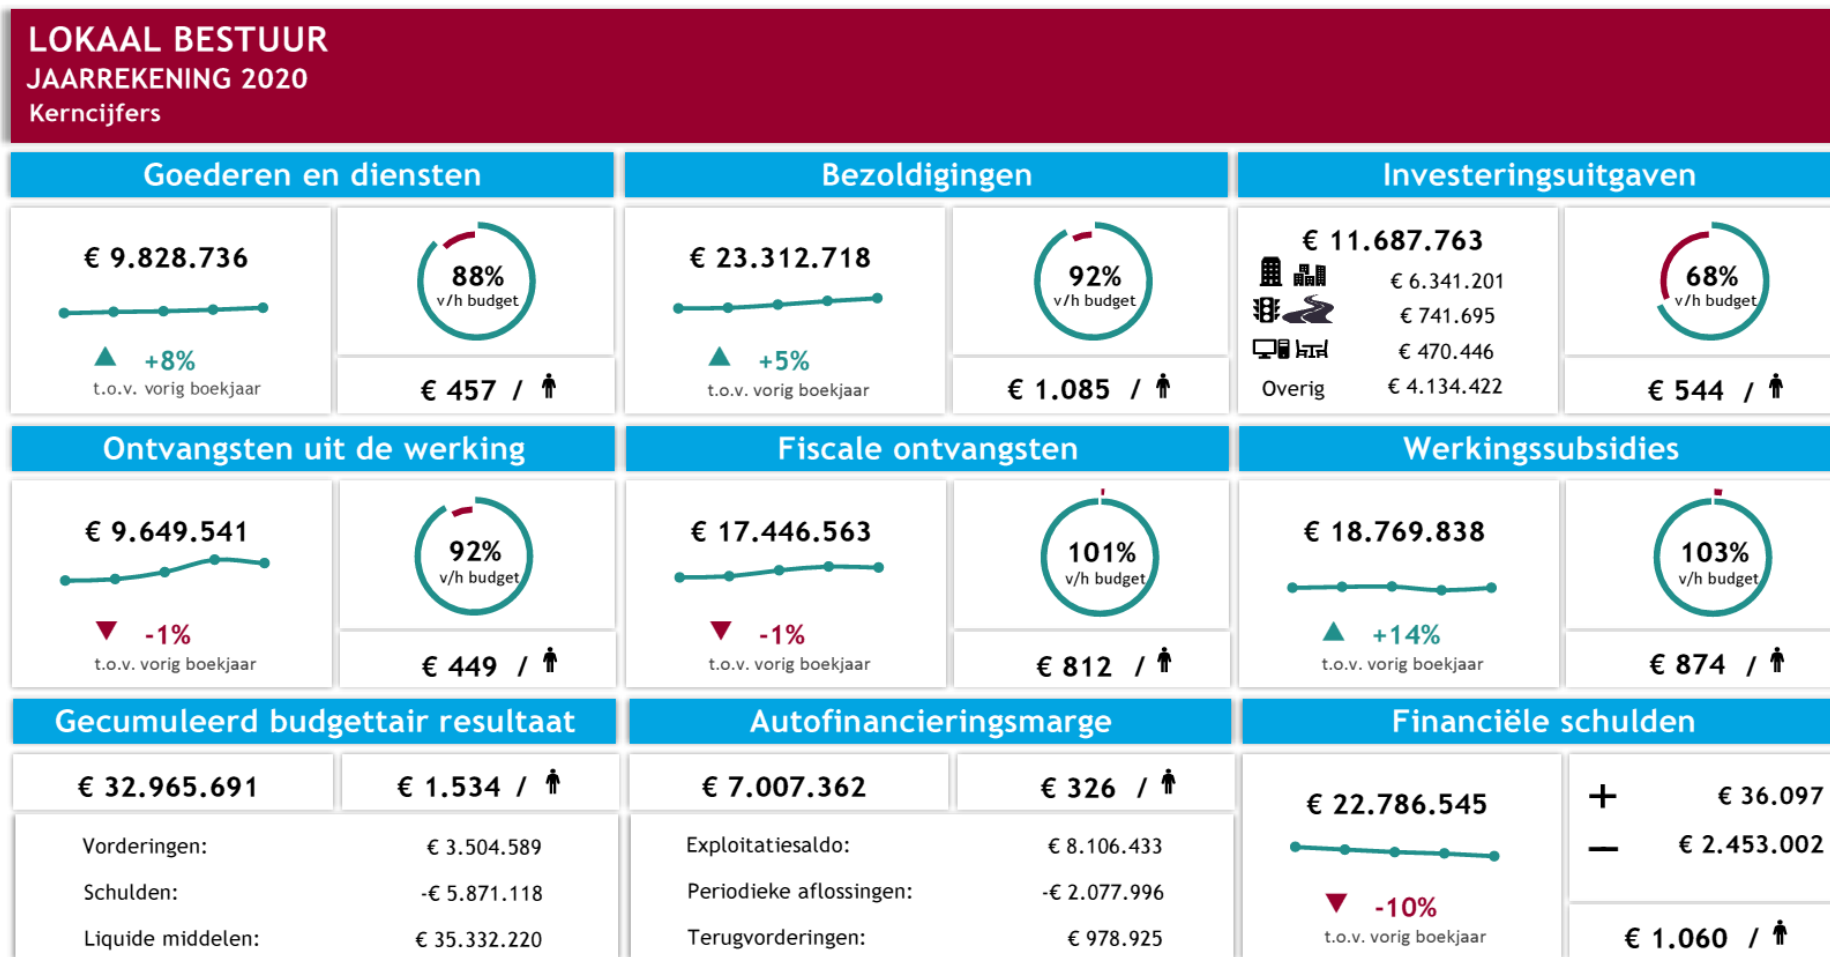 LOKAAL BESTUUR
JAARREKENING 2020
Kerncijfers
Goederen en diensten
€ 9.828.736
+8%
t.o.v. vorig boekjaar
88%
v/h budget
€ 457 /
Bezoldigingen
€ 23.312.718
+5%
t.o.v. vorig boekjaar
92%
v/h budget
€ 1.085 /
Investeringsuitgaven
€ 11.687.763
€ 6.341.201
€ 741.695
€ 470.446
Overig € 4.134.422
68%
v/h budget
€ 544 /
Ontvangsten uit de werking
€ 9.649.541
-1%
t.o.v. vorig boekjaar
92%
v/h budget
€ 449 /
Fiscale ontvangsten
€ 17.446.563
-1%
t.o.v. vorig boekjaar
101%
v/h budget
€ 812 /
Werkingssubsidies
€ 18.769.838
+14%
t.o.v. vorig boekjaar
103%
v/h budget
€ 874 /
Gecumuleerd budgettair resultaat
€ 32.965.691
€ 1.534 /
Vorderingen: € 3.504.589
Schulden: -€ 5.871.118
Liquide middelen: € 35.332.220
Autofinancieringsmarge
€ 7.007.362
€ 326 /
Exploitatiesaldo: € 8.106.433
Periodieke aflossingen: -€ 2.077.996
Terugvorderingen: € 978.925
Financiële schulden
€ 22.786.545
-10%
t.o.v. vorig boekjaar
+ € 36.097
— € 2.453.002
€ 1.060 /